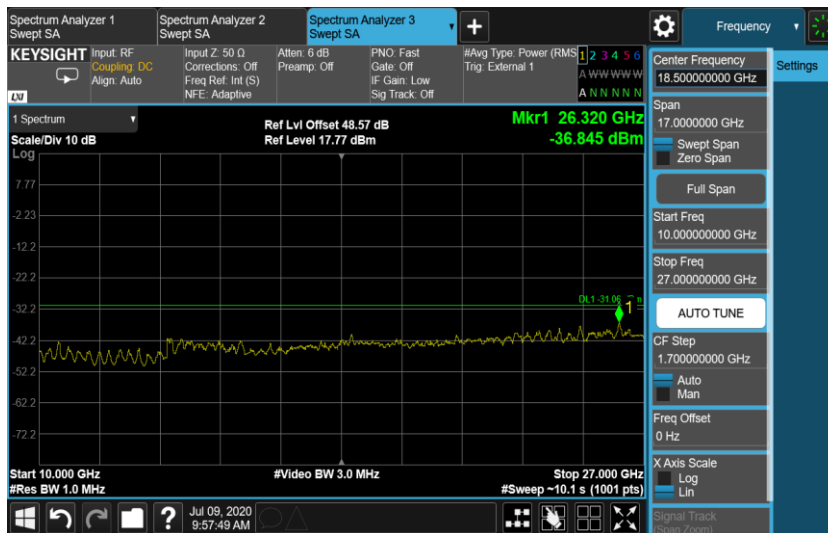 Spectrum Analyzer 1
Swept SA
Spectrum Analyzer 2
Swept SA
Spectrum Analyzer 3
Swept SA
Frequency
KEYSIGHT
LXI
Input: RF
Coupling: DC
Align: Auto
Input Z: 50 Ω
Corrections: Off
Freq Ref: Int (S)
NFE: Adaptive
Atten: 6 dB
Preamp: Off
PNO: Fast
Gate: Off
IF Gain: Low
Sig Track: Off
#Avg Type: Power (RMS
Trig: External 1
1 2 3 4 5 6
A W W W W W
A N N N N N
1 Spectrum
Scale/Div 10 dB
Ref Lvl Offset 48.57 dB
Ref Level 17.77 dBm
Mkr1 26.320 GHz
-36.845 dBm
Log
7.77
-2.23
-12.2
-22.2
-32.2
-42.2
-52.2
-62.2
-72.2
1
Start 10.000 GHz
#Res BW 1.0 MHz
#Video BW 3.0 MHz
Stop 27.000 GHz
#Sweep ~10.1 s (1001 pts)
Jul 09, 2020
9:57:49 AM
Center Frequency
18.500000000 GHz
Span
17.0000000 GHz
Swept Span
Zero Span
Full Span
Start Freq
10.000000000 GHz
Stop Freq
27.000000000 GHz
AUTO TUNE
CF Step
1.700000000 GHz
Auto
Man
Freq Offset
0 Hz
X Axis Scale
Log
Lin
Signal Track
(Span Zoom)
Settings